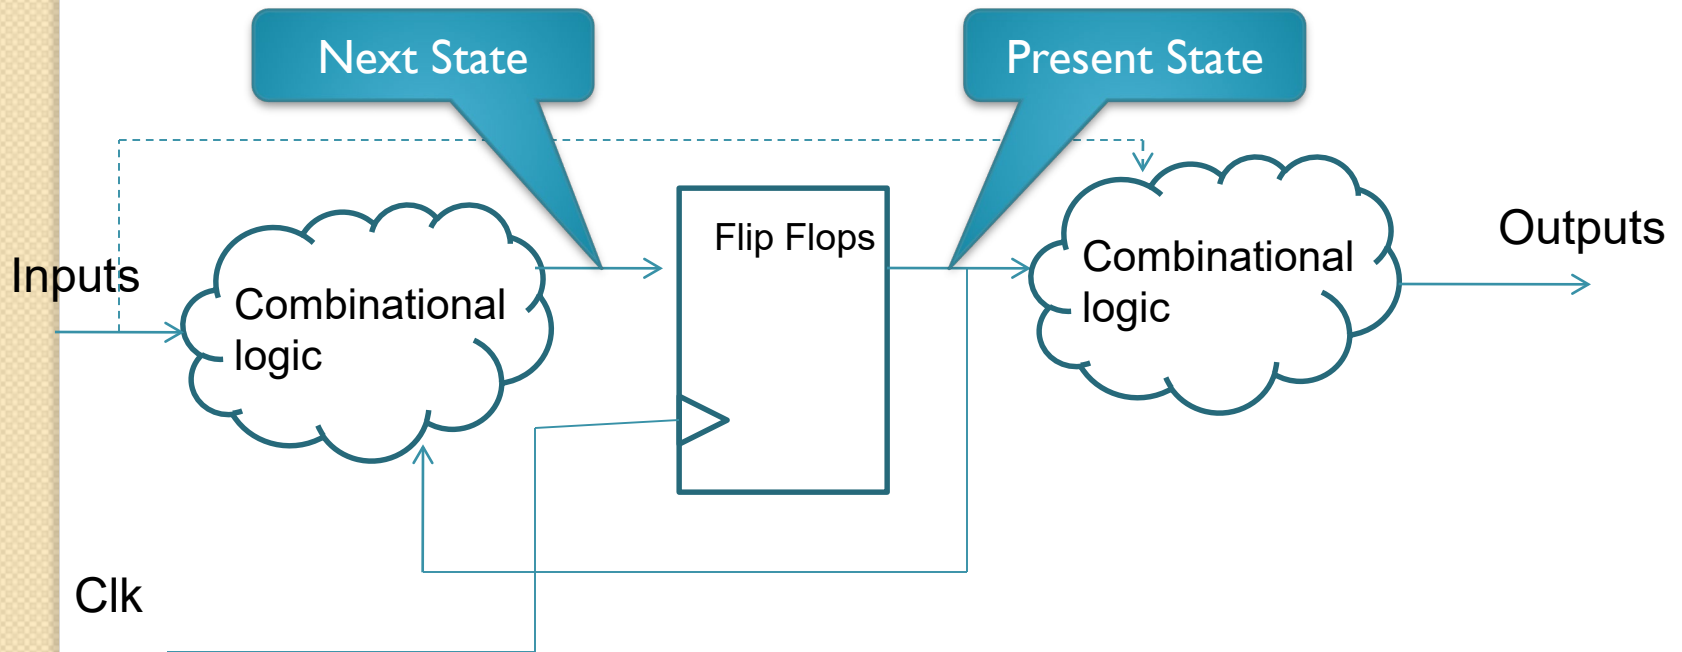 Next State
Present State
Inputs
Combinational
logic
Flip Flops
Combinational
logic
Outputs
Clk